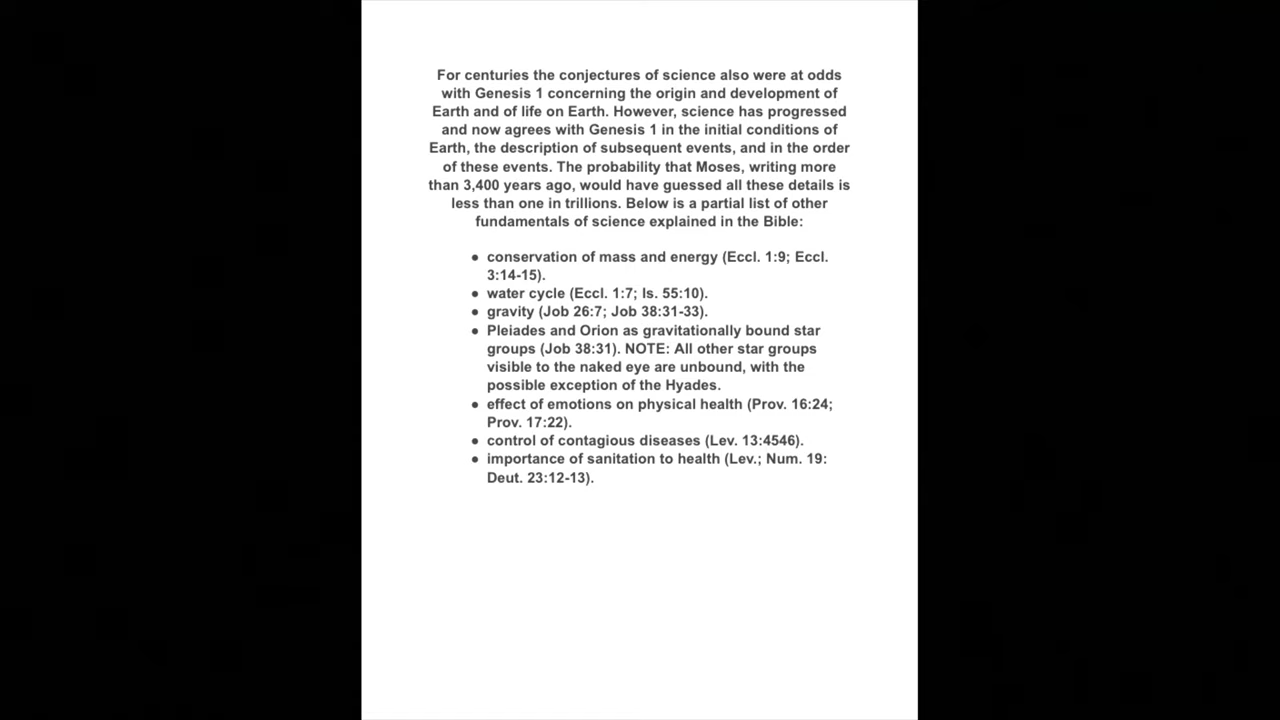 For centuries the conjectures of science also were at odds
with Genesis 1 concerning the origin and development of
Earth and of life on Earth. However, science has progressed
and now agrees with Genesis 1 in the initial conditions of
Earth, the description of subsequent events, and in the order
of these events. The probability that Moses, writing more
than 3,400 years ago, would have guessed all these details is
less than one in trillions. Below is a partial list of other
fundamentals of science explained in the Bible:
● conservation of mass and energy (Eccl. 1:9; Eccl.
3:14-15).
● water cycle (Eccl. 1:7; Is. 55:10).
● gravity (Job 26:7; Job 38:31-33).
● Pleiades and Orion as gravitationally bound star
groups (Job 38:31). NOTE: All other star groups
visible to the naked eye are unbound, with the
possible exception of the Hyades.
● effect of emotions on physical health (Prov. 16:24;
Prov. 17:22).
● control of contagious diseases (Lev. 13:4546).
● importance of sanitation to health (Lev.; Num. 19:
Deut. 23:12-13).